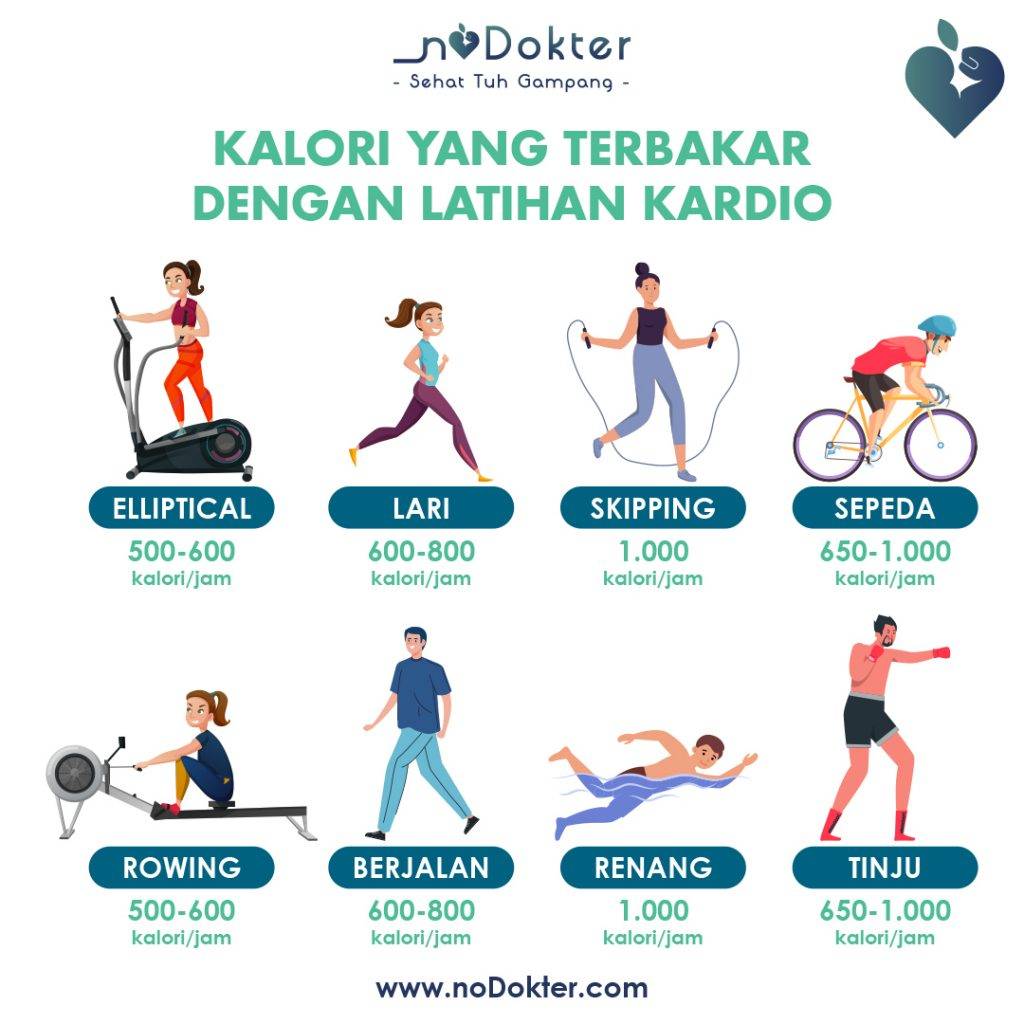 noDokter
- Sehat Tuh Gampang -
KALORI YANG TERBAKAR
DENGAN LATIHAN KARDIO
ELLIPTICAL
500-600
kalori/jam
LARI
600-800
kalori/jam
SKIPPING
1.000
kalori/jam
SEPEDA
650-1.000
kalori/jam
ROWING
500-600
kalori/jam
BERJALAN
600-800
kalori/jam
RENANG
1.000
kalori/jam
TINJU
650-1.000
kalori/jam
www.noDokter.com